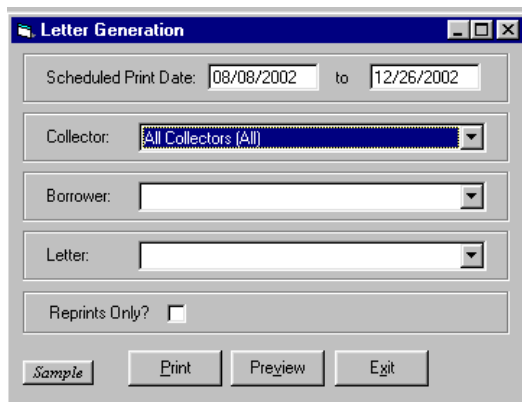 Letter Generation
Scheduled Print Date: 08/08/2002 to 12/26/2002
Collector: All Collectors (All)
Borrower:
Letter:
Reprints Only?
Sample Print Preview Exit